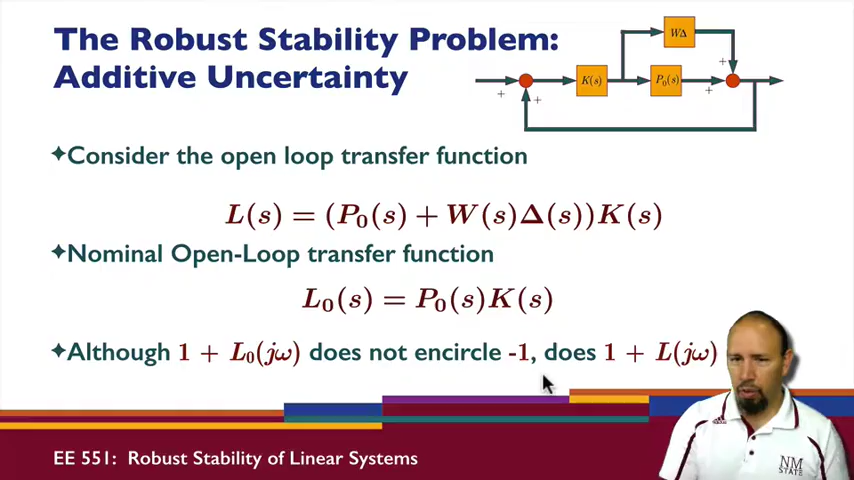 The Robust Stability Problem:
Additive Uncertainty
WΔ
K(s)
P₀(s)
+
+
+
+
✦Consider the open loop transfer function
L(s) = (P₀(s) + W(s)Δ(s))K(s)
✦Nominal Open-Loop transfer function
L₀(s) = P₀(s)K(s)
✦Although 1 + L₀(jω) does not encircle -1, does 1 + L(jω)
EE 551: Robust Stability of Linear Systems
NM
STATE